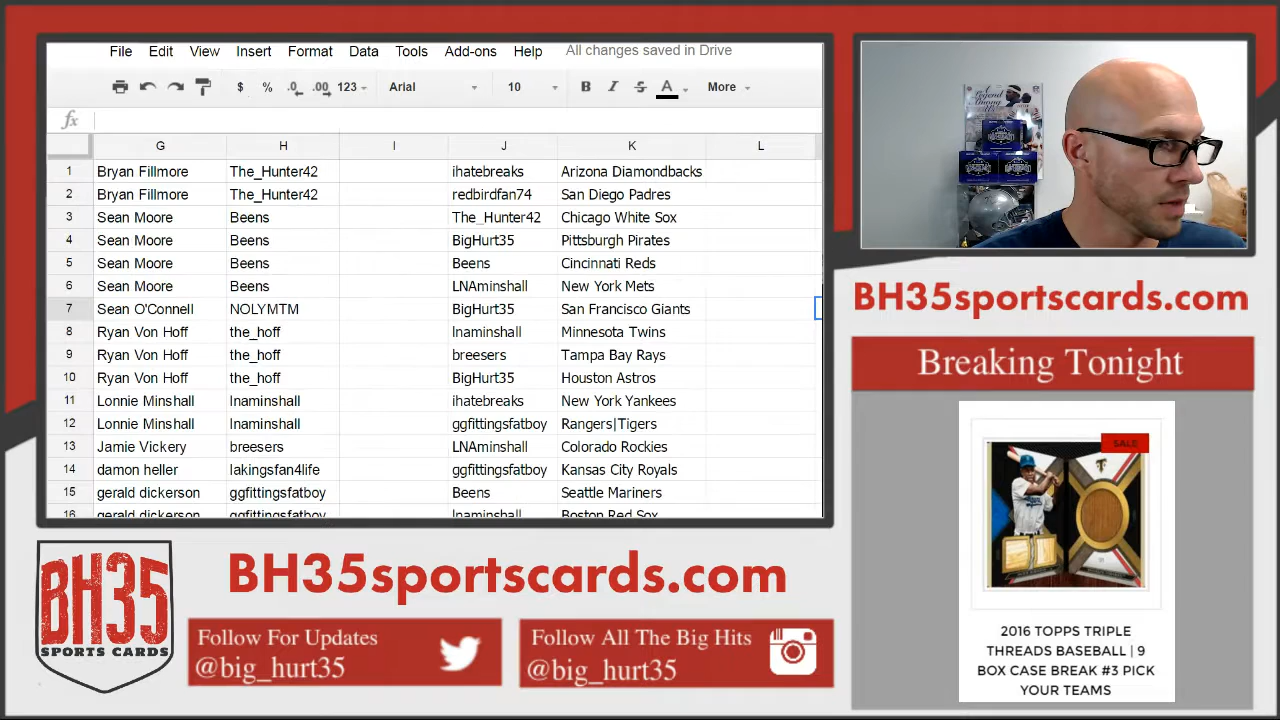 File Edit View Insert Format Data Tools Add-ons Help All changes saved in Drive
$ % .0 .00 123 Arial 10 B I S A More
fx
G H I J K L
1 Bryan Fillmore The_Hunter42 ihatebreaks Arizona Diamondbacks
2 Bryan Fillmore The_Hunter42 redbirdfan74 San Diego Padres
3 Sean Moore Beens The_Hunter42 Chicago White Sox
4 Sean Moore Beens BigHurt35 Pittsburgh Pirates
5 Sean Moore Beens Beens Cincinnati Reds
6 Sean Moore Beens LNAminshall New York Mets
7 Sean O'Connell NOLYMTM BigHurt35 San Francisco Giants
8 Ryan Von Hoff the_hoff lnaminshall Minnesota Twins
9 Ryan Von Hoff the_hoff breesers Tampa Bay Rays
10 Ryan Von Hoff the_hoff BigHurt35 Houston Astros
11 Lonnie Minshall lnaminshall ihatebreaks New York Yankees
12 Lonnie Minshall lnaminshall ggfittingsfatboy Rangers|Tigers
13 Jamie Vickery breesers LNAminshall Colorado Rockies
14 damon heller lakingsfan4life ggfittingsfatboy Kansas City Royals
15 gerald dickerson ggfittingsfatboy Beens Seattle Mariners
16 gerald dickerson ggfittingsfatboy lnaminshall Boston Red Sox
BH35sportscards.com
Breaking Tonight
SALE
2016 TOPPS TRIPLE
THREADS BASEBALL | 9
BOX CASE BREAK #3 PICK
YOUR TEAMS
BH35
SPORTS CARDS
BH35sportscards.com
Follow For Updates
@big_hurt35
Follow All The Big Hits
@big_hurt35